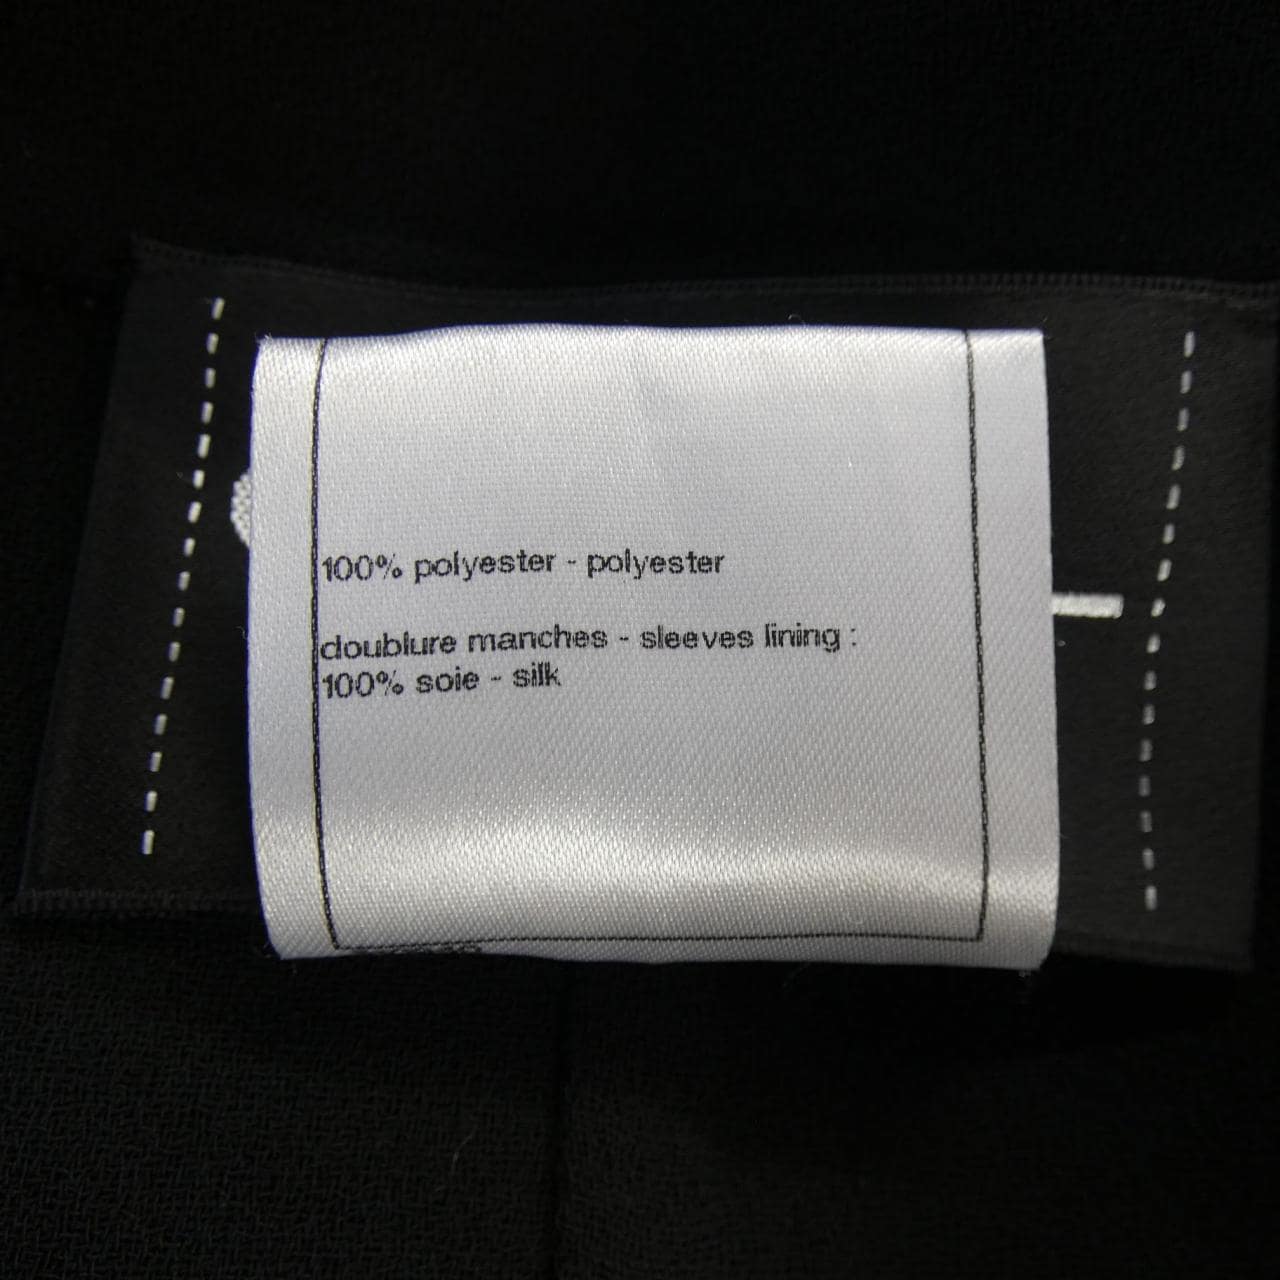 100% polyester - polyester
doublure manches - sleeves lining :
100% soie - silk